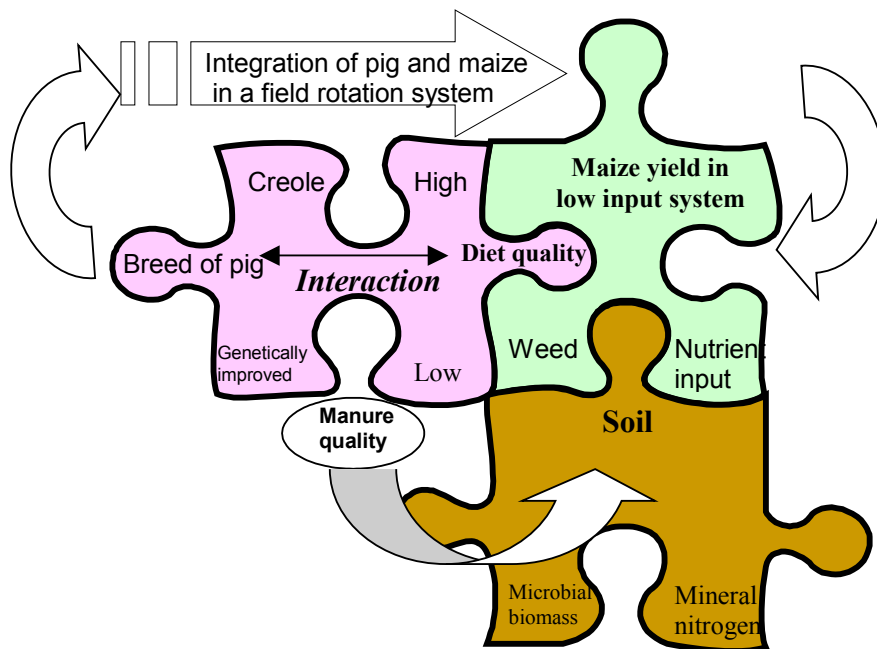 Integration of pig and maize
in a field rotation system
Creole
High
Maize yield in
low input system
Breed of pig
Interaction
Diet quality
Genetically
improved
Low
Weed
Nutrient
input
Manure
quality
Soil
Microbial
biomass
Mineral
nitrogen